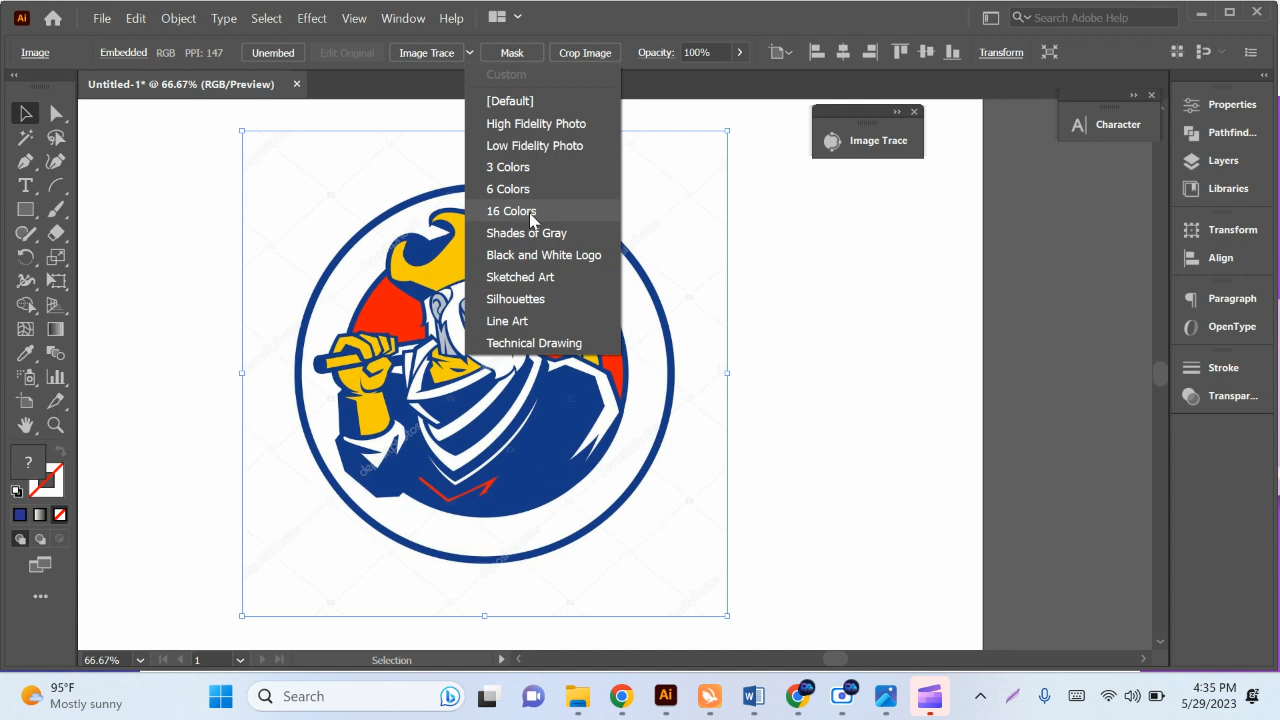 Ai File Edit Object Type Select Effect View Window Help Search Adobe Help
Image Embedded RGB PPI: 147 Unembed Edit Original Image Trace Mask Crop Image Opacity: 100% Transform
Untitled-1* @ 66.67% (RGB/Preview)
Custom
[Default]
High Fidelity Photo
Low Fidelity Photo
3 Colors
6 Colors
16 Colors
Shades of Gray
Black and White Logo
Sketched Art
Silhouettes
Line Art
Technical Drawing
Image Trace
Character
Properties
Pathfind...
Layers
Libraries
Transform
Align
Paragraph
OpenType
Stroke
Transpar...
?
66.67% 1 Selection
95°F
Mostly sunny
Search
4:35 PM
5/29/2023